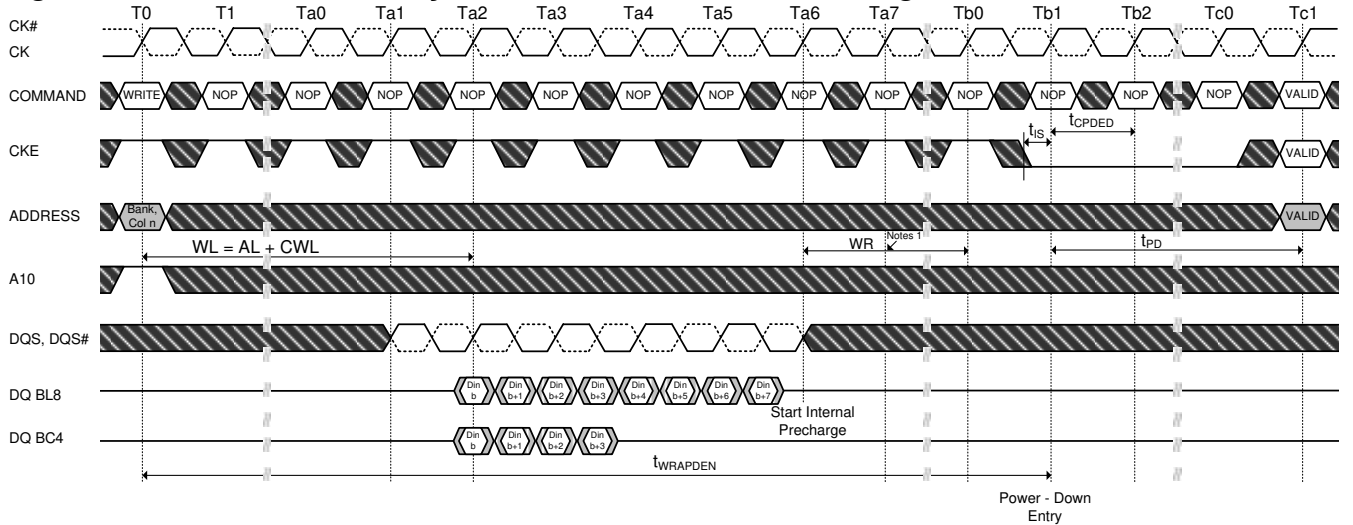 T0 T1 Ta0 Ta1 Ta2 Ta3 Ta4 Ta5 Ta6 Ta7 Tb0 Tb1 Tb2 Tc0 Tc1
CK#
CK
COMMAND WRITE NOP NOP NOP NOP NOP NOP NOP NOP NOP NOP NOP NOP NOP VALID
tIS tCPDED
CKE VALID
ADDRESS Bank, Col n VALID
WL = AL + CWL WR Notes 1 tPD
A10
DQS, DQS#
DQ BL8 Din b Din b+1 Din b+2 Din b+3 Din b+4 Din b+5 Din b+6 Din b+7
Start Internal
Precharge
DQ BC4 Din b Din b+1 Din b+2 Din b+3
tWRAPDEN
Power - Down
Entry